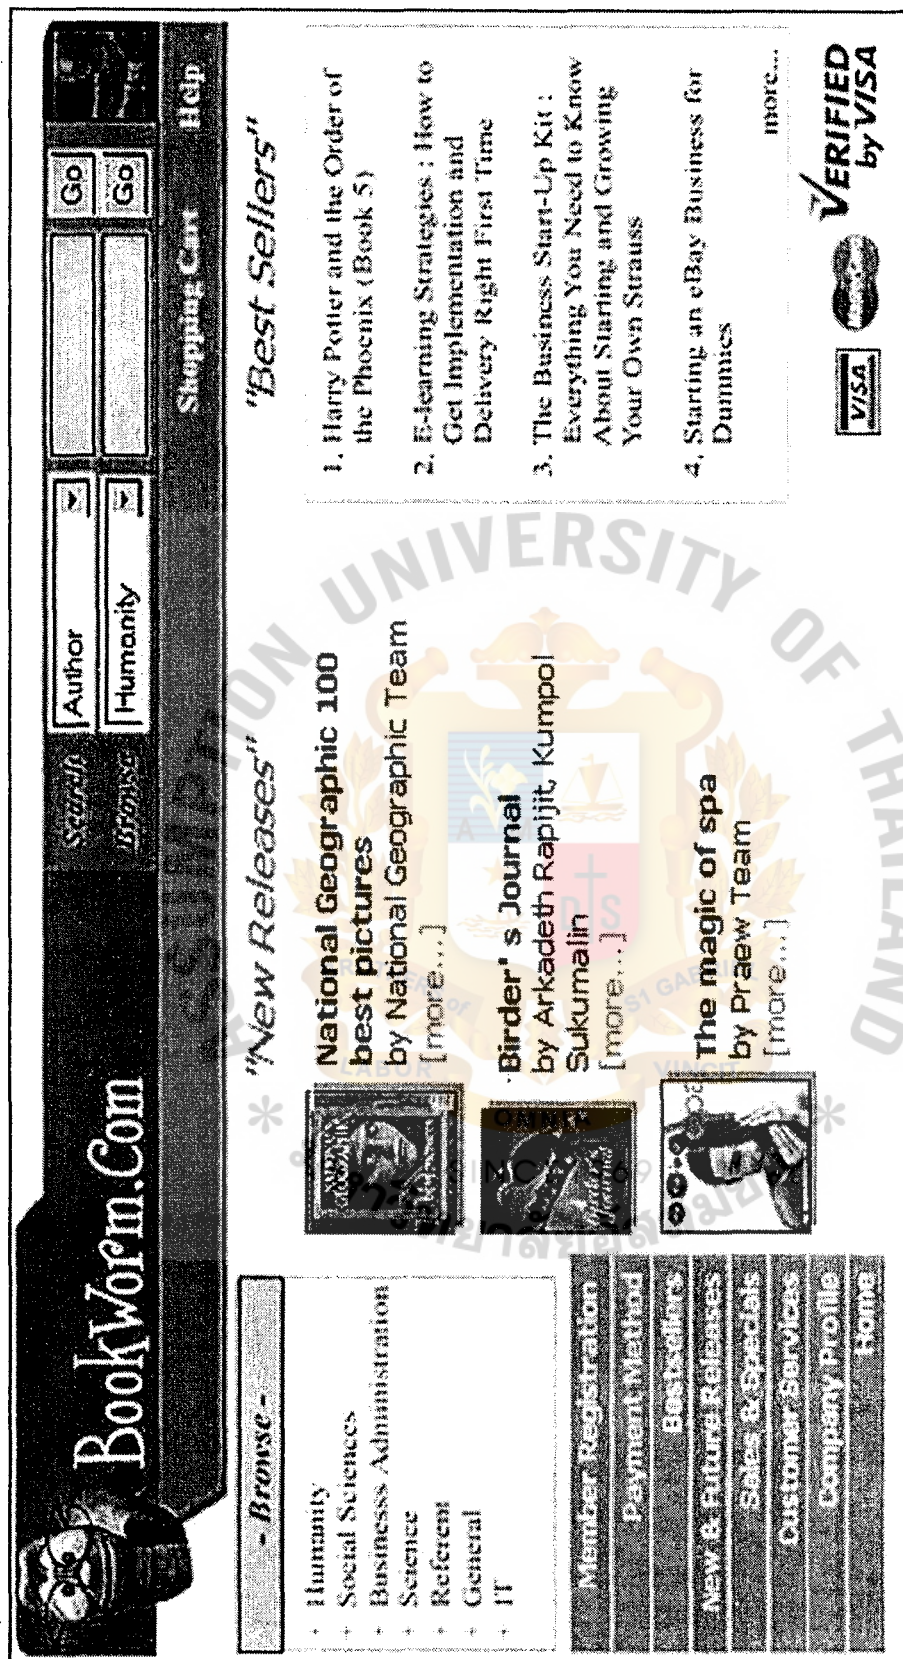 BookWorm.Com
Search
Author
Go
Browse
Humanity
Go
Shopping Cart
Help
- Browse -
+ Humanity
+ Social Sciences
+ Businesss Administration
+ Science
+ Referent
+ General
+ IT
Member Registration
Payment Method
Bestsellers
New & Future Releases
Sales & Specials
Customer Services
Company Profile
Home
"New Releases"
National Geographic 100
best pictures
by National Geographic Team
[more...]
Birder's Journal
by Arkadeth Rapijit, Kumpol
Sukumalin
[more...]
The magic of spa
by Praew Team
[more...]
"Best Sellers"
1. Harry Potter and the Order of
the Phoenix (Book 5)
2. E-learning Strategies : How to
Get Implementation and
Delivery Right First Time
3. The Business Start-Up Kit :
Everything You Need to Know
About Starting and Growing
Your Own Strauss
4. Starting an eBay Business for
Dummies
more...
VISA
VERIFIED
by VISA
ASSUMPTION UNIVERSITY OF THAILAND
LABOR
VINCIT